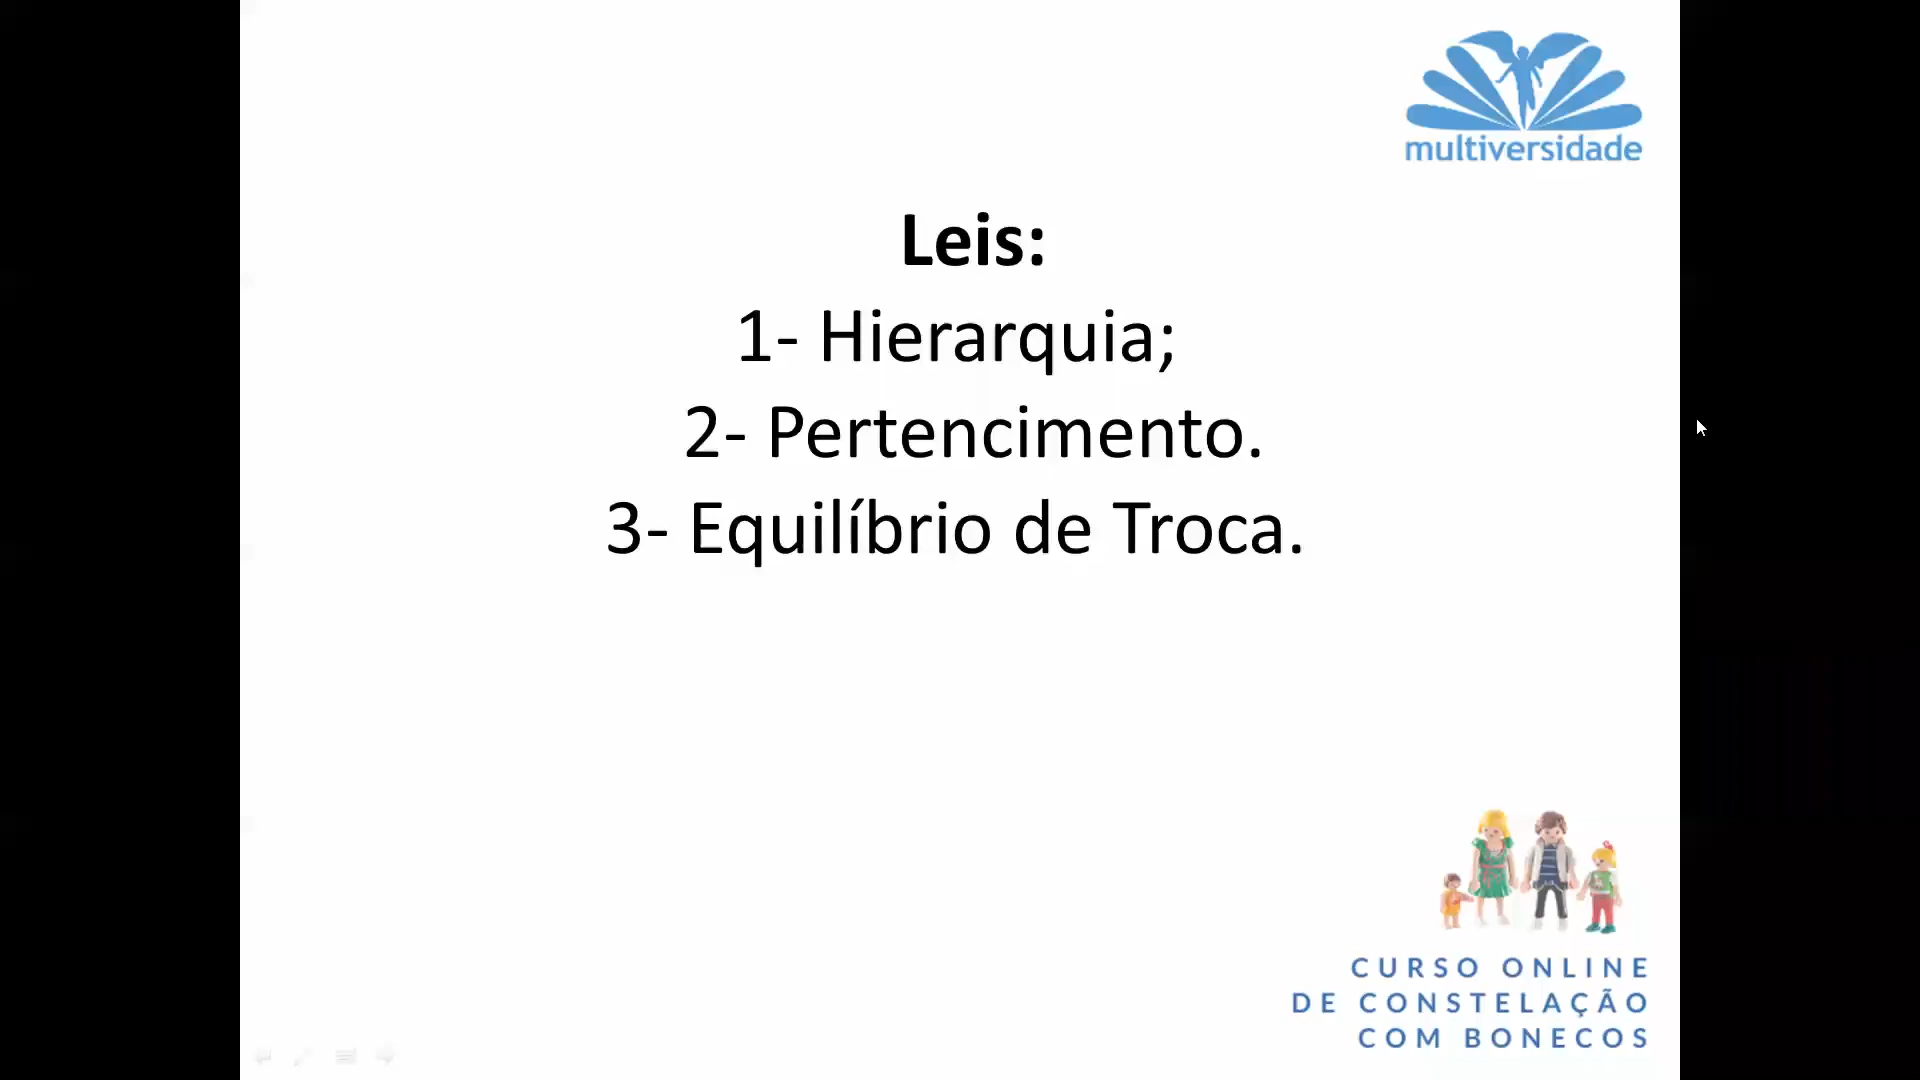 multiversidade
Leis:
1- Hierarquia;
2- Pertencimento.
3- Equilíbrio de Troca.
CURSO ONLINE
DE CONSTELAÇÃO
COM BONECOS